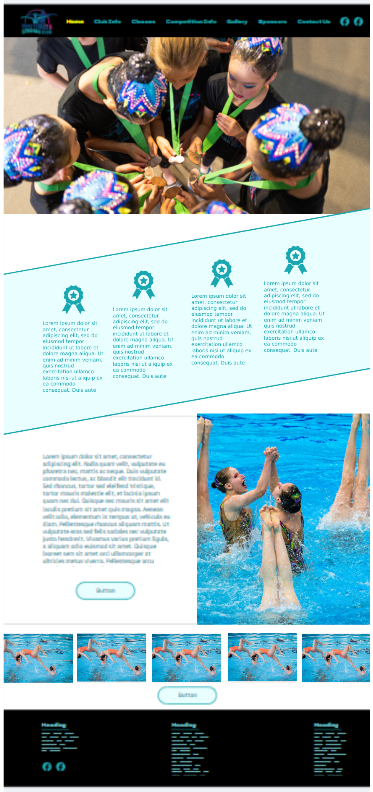 Home Club Info Classes Competition Info Gallery Sponsors Contact Us
Lorem ipsum dolor sit
amet, consectetur
adipiscing elit, sed do
eiusmod tempor
incididunt ut labore et
dolore magna aliqua. Ut
enim ad minim veniam,
quis nostrud
exercitation ullamco
laboris nisi ut aliquip ex
ea commodo
consequat. Duis aute
Lorem ipsum dolor sit
amet, consectetur
adipiscing elit, sed do
eiusmod tempor
incididunt ut labore et
dolore magna aliqua. Ut
enim ad minim veniam,
quis nostrud
exercitation ullamco
laboris nisi ut aliquip ex
ea commodo
consequat. Duis aute
Lorem ipsum dolor sit
amet, consectetur
adipiscing elit, sed do
eiusmod tempor
incididunt ut labore et
dolore magna aliqua. Ut
enim ad minim veniam,
quis nostrud
exercitation ullamco
laboris nisi ut aliquip ex
ea commodo
consequat. Duis aute
Lorem ipsum dolor sit
amet, consectetur
adipiscing elit, sed do
eiusmod tempor
incididunt ut labore et
dolore magna aliqua. Ut
enim ad minim veniam,
quis nostrud
exercitation ullamco
laboris nisi ut aliquip ex
ea commodo
consequat. Duis aute
Lorem ipsum dolor sit amet, consectetur
adipiscing elit. Nulla quam velit, vulputate eu
pharetra nec, mattis ac neque. Duis vulputate
commodo lectus, ac blandit elit tincidunt id.
Sed rhoncus, tortor sed eleifend tristique,
tortor mauris molestie elit, et lacinia ipsum
quam nec dui. Quisque nec mauris sit amet elit
iaculis pretium sit amet quis magna. Aenean
velit odio, elementum in tempus ut, vehicula eu
diam. Pellentesque rhoncus aliquam mattis. Ut
vulputate eros sed felis sodales nec vulputate
justo hendrerit. Vivamus varius pretium ligula,
a aliquam odio euismod sit amet. Quisque
laoreet sem sit amet orci ullamcorper at
ultricies metus viverra. Pellentesque arcu
Button
Button
Heading Heading Heading